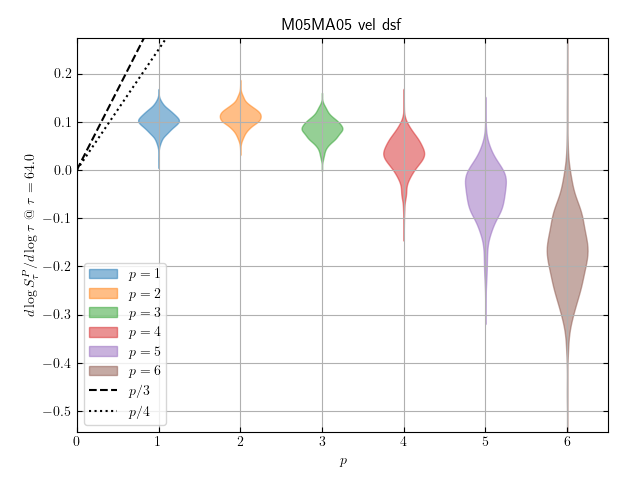 M05MA05 vel dsf
d log S_τ^P / d log τ @ τ = 64.0
0.2
0.1
0.0
−0.1
−0.2
−0.3
−0.4
−0.5
p = 1
p = 2
p = 3
p = 4
p = 5
p = 6
p/3
p/4
0 1 2 3 4 5 6
p